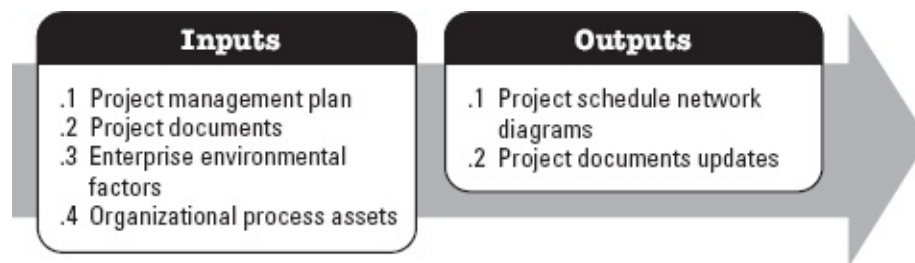 Inputs
.1 Project management plan
.2 Project documents
.3 Enterprise environmental
factors
.4 Organizational process assets
Outputs
.1 Project schedule network
diagrams
.2 Project documents updates